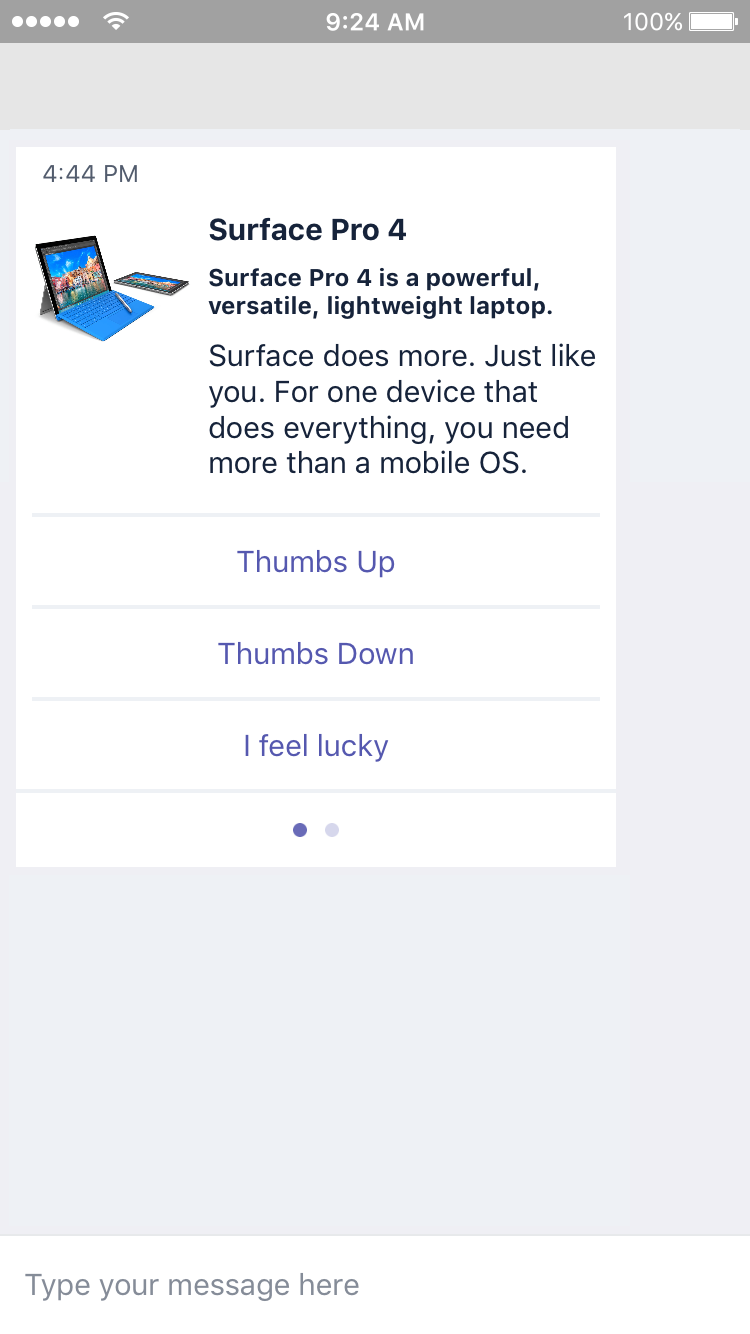 9:24 AM
100%
4:44 PM
Surface Pro 4
Surface Pro 4 is a powerful,
versatile, lightweight laptop.
Surface does more. Just like
you. For one device that
does everything, you need
more than a mobile OS.
Thumbs Up
Thumbs Down
I feel lucky
Type your message here